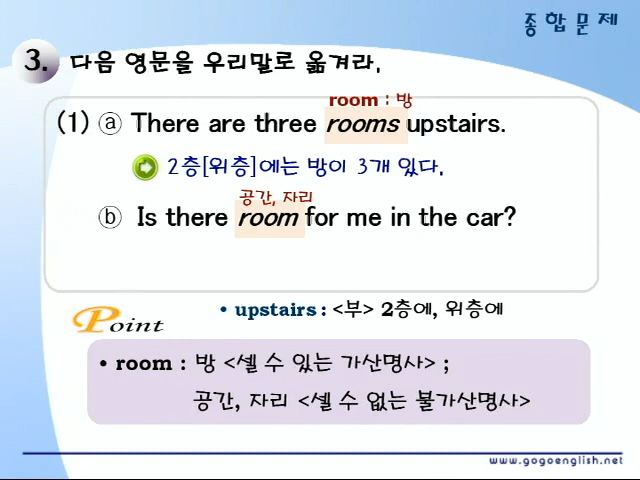 종합문제
3. 다음 영문을 우리말로 옮겨라.
room : 방
(1) ⓐ There are three rooms upstairs.
2층[위층]에는 방이 3개 있다.
공간, 자리
ⓑ Is there room for me in the car?
• upstairs : <부> 2층에, 위층에
Point
• room : 방 <셀 수 있는 가산명사> ;
공간, 자리 <셀 수 없는 불가산명사>
www.gogoenglish.net